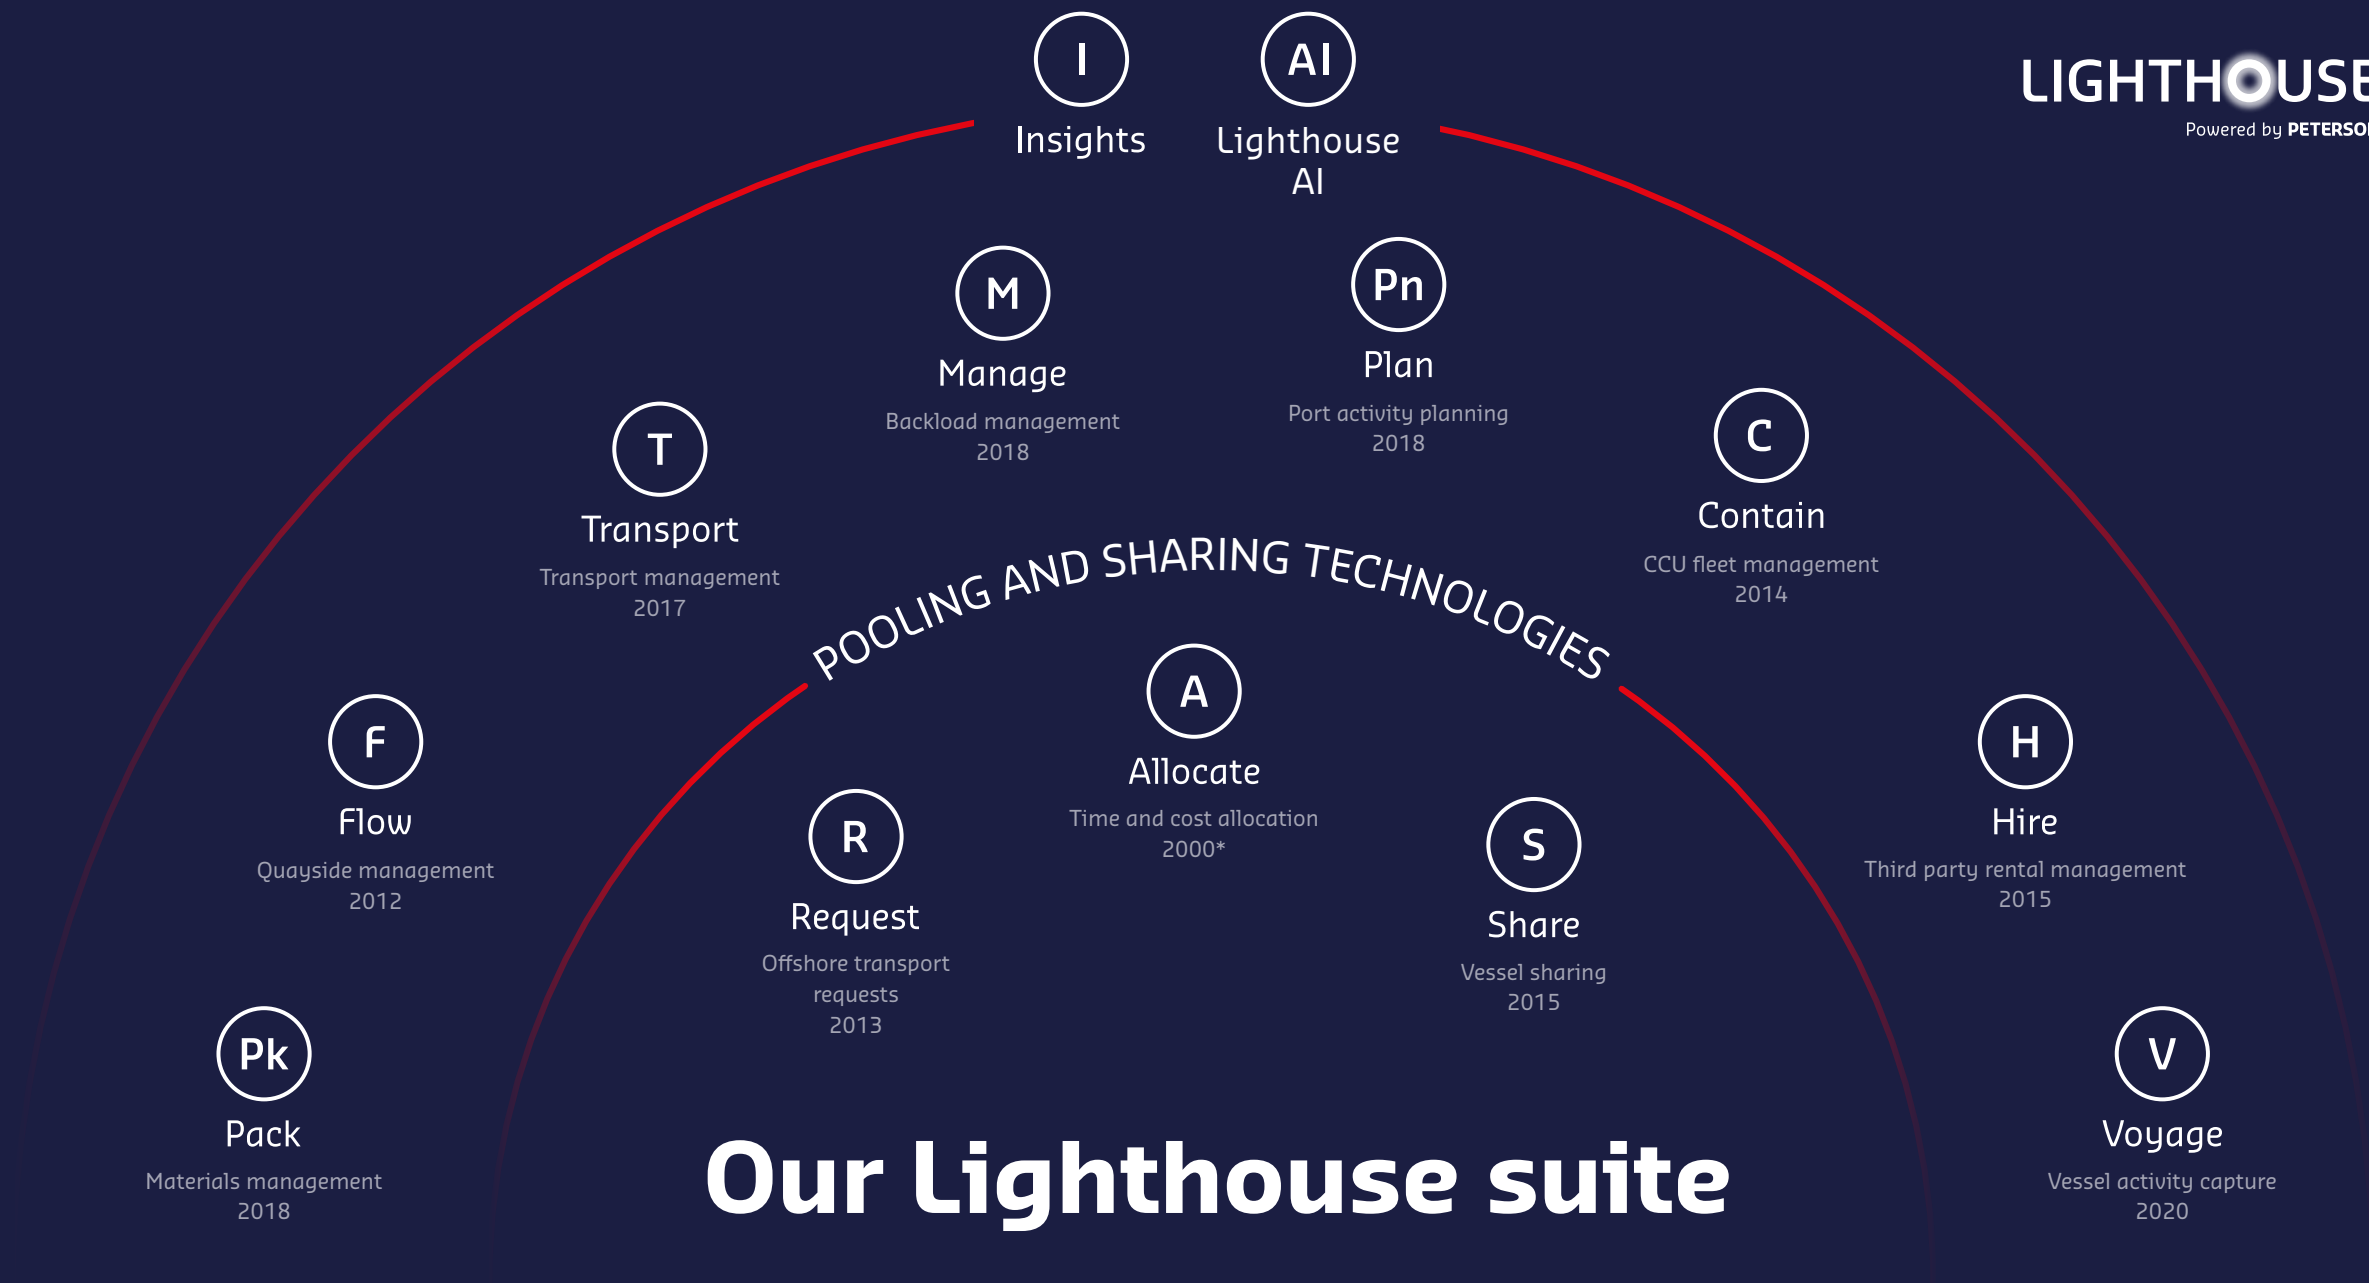 I
Insights
AI
Lighthouse
AI
LIGHTHOUSE
Powered by PETERSO
M
Manage
Backload management
2018
Pn
Plan
Port activity planning
2018
T
Transport
Transport management
2017
C
Contain
CCU fleet management
2014
POOLING AND SHARING TECHNOLOGIES
F
Flow
Quayside management
2012
R
Request
Offshore transport
requests
2013
A
Allocate
Time and cost allocation
2000*
S
Share
Vessel sharing
2015
H
Hire
Third party rental management
2015
Pk
Pack
Materials management
2018
V
Voyage
Vessel activity capture
2020
Our Lighthouse suite